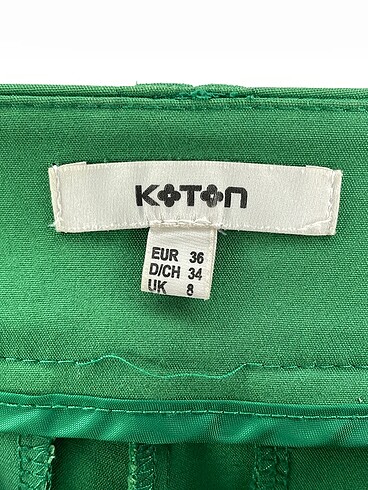 KOTON
EUR 36
D/CH 34
UK 8